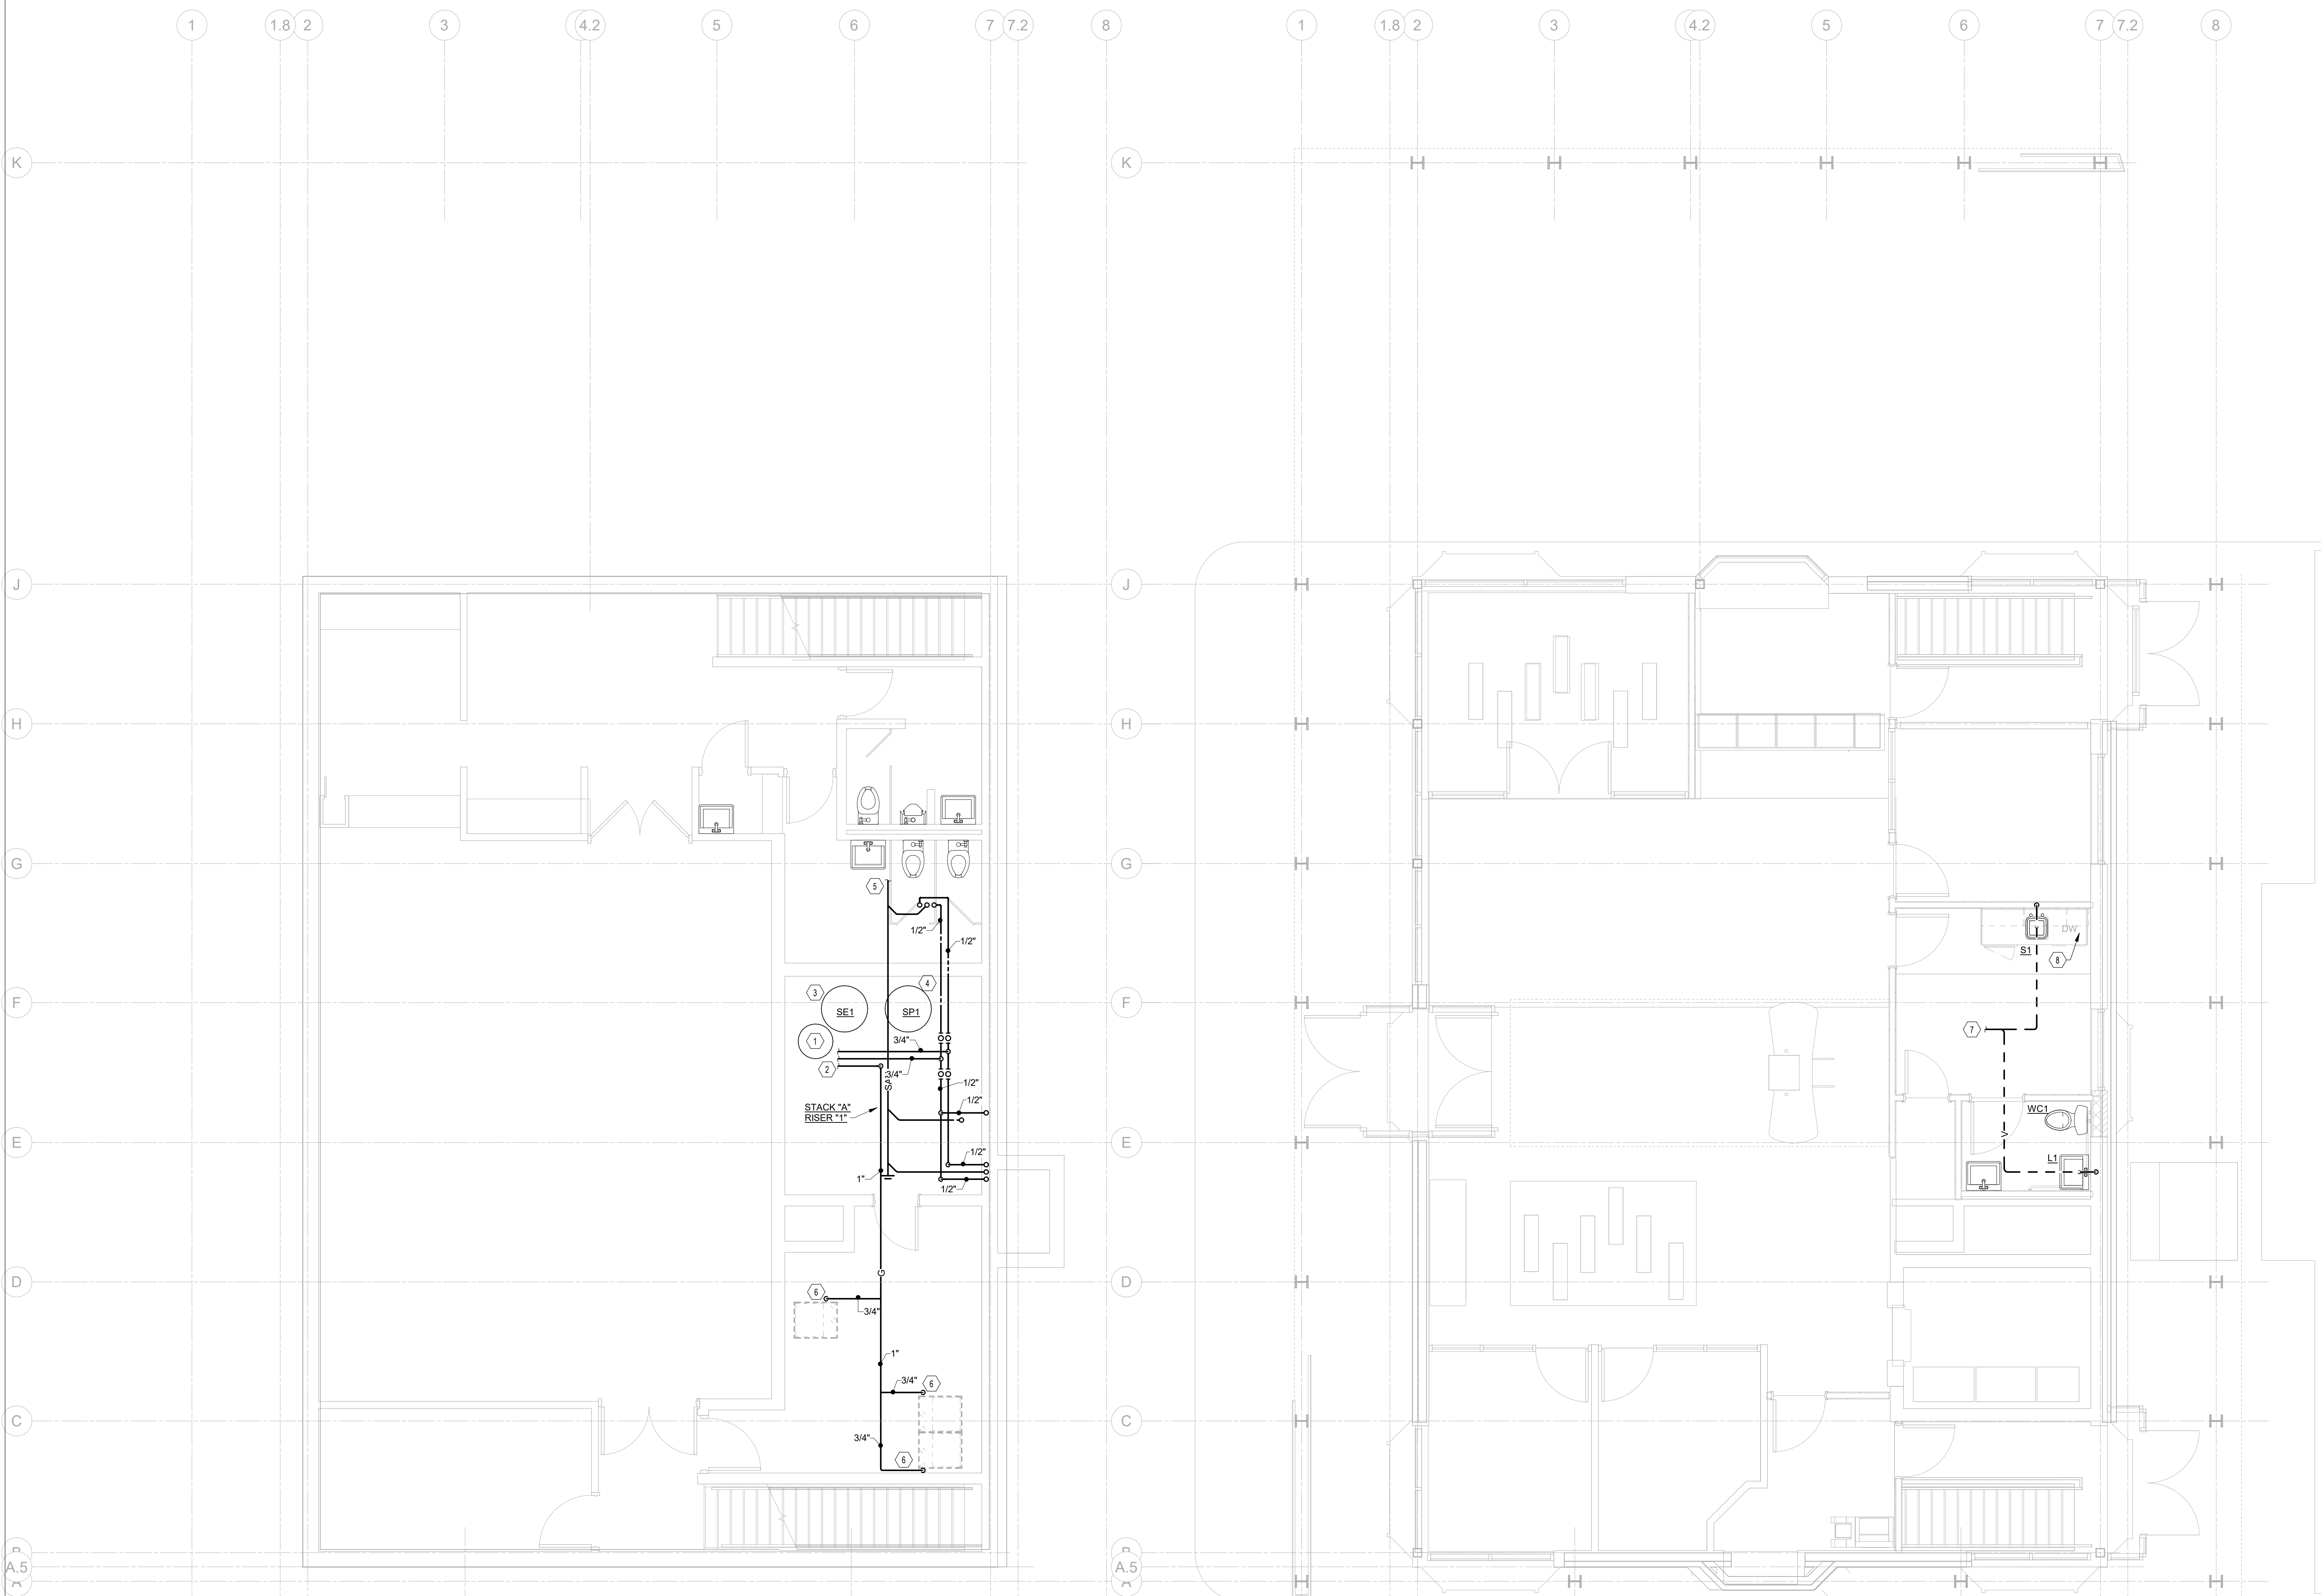 1 1.8 2 3 4.2 5 6 7 7.2 8
1 1.8 2 3 4.2 5 6 7 7.2 8
K
K
J
J
H
H
G
G
5
1/2"
1/2"
DW
S1
8
F
F
3
4
SE1
SP1
7
1
3/4"
2
3/4"
SA
1/2"
1/2"
STACK "A"
RISER "1"
WC1
E
E
V
1/2"
L1
1"
1/2"
D
D
G
6
3/4"
1"
3/4"
6
C
C
3/4"
6
B
B
A.5
A.5
A
A